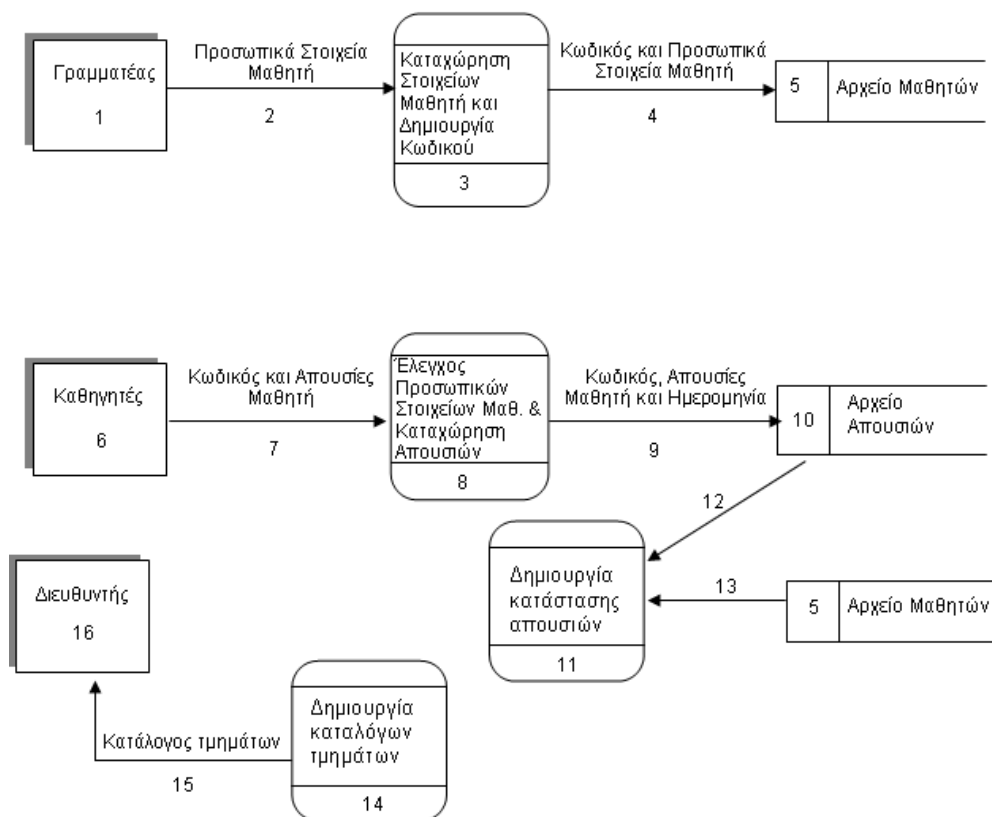 Γραμματέας
1
Προσωπικά Στοιχεία
Μαθητή
2
Καταχώρηση
Στοιχείων
Μαθητή και
Δημιουργία
Κωδικού
3
Κωδικός και Προσωπικά
Στοιχεία Μαθητή
4
5
Αρχείο Μαθητών
Καθηγητές
6
Κωδικός και Απουσίες
Μαθητή
7
Έλεγχος
Προσωπικών
Στοιχείων Μαθ. &
Καταχώρηση
Απουσιών
8
Κωδικός, Απουσίες
Μαθητή και Ημερομηνία
9
10
Αρχείο
Απουσιών
12
Δημιουργία
κατάστασης
απουσιών
11
13
5
Αρχείο Μαθητών
Διευθυντής
16
Κατάλογος τμημάτων
15
Δημιουργία
καταλόγων
τμημάτων
14